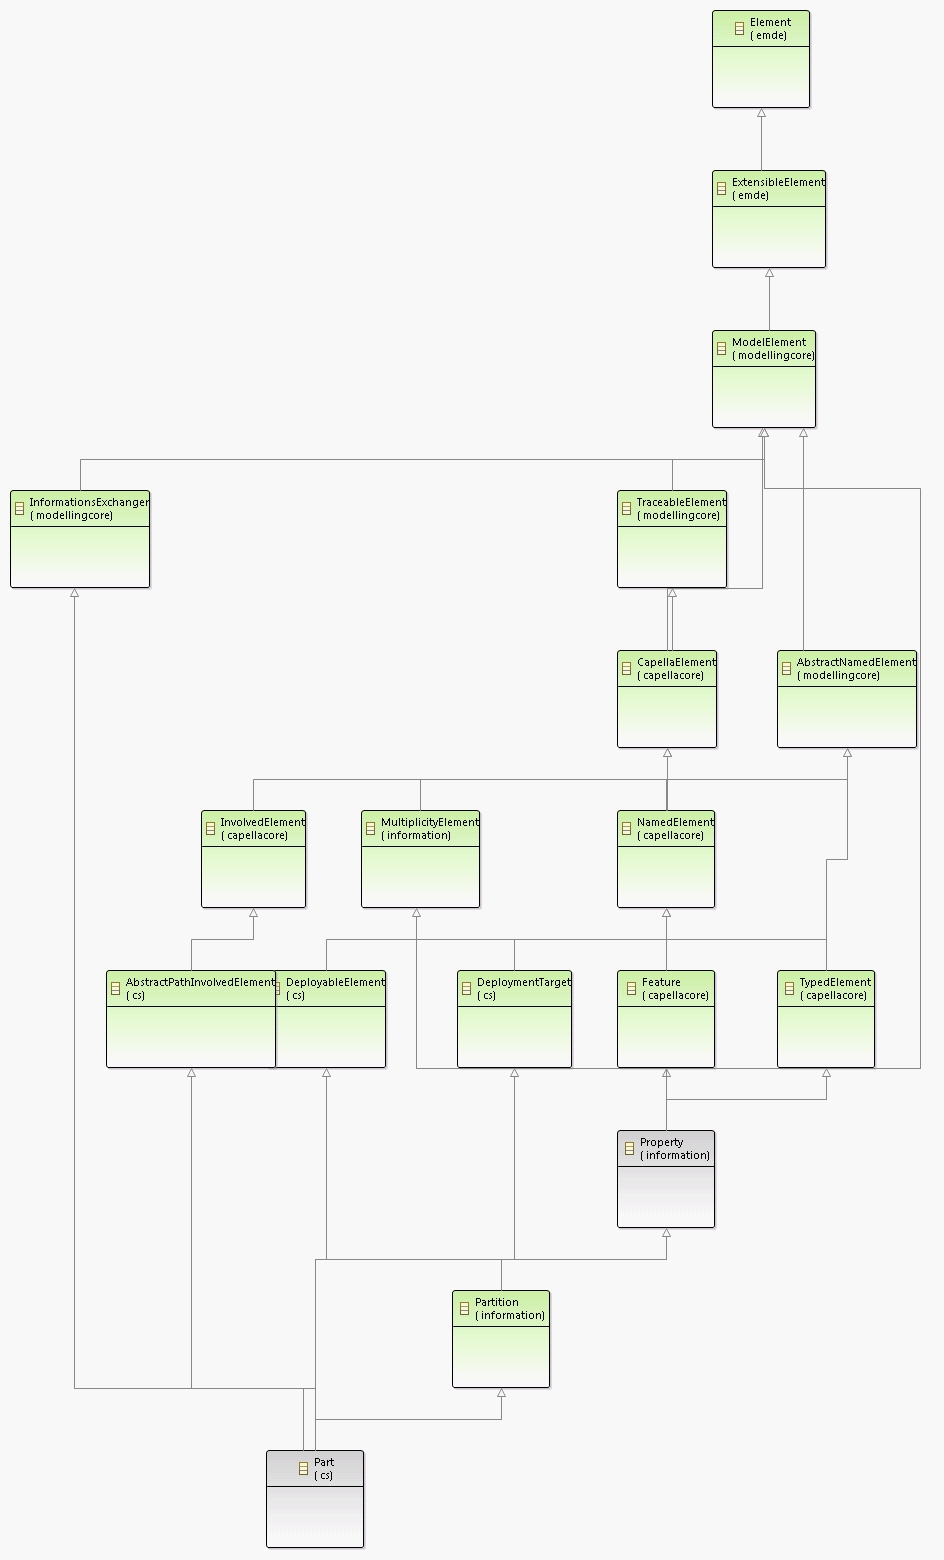 Element
( emde)
ExtensibleElement
( emde)
ModelElement
( modellingcore)
InformationsExchanger
( modellingcore)
TraceableElement
( modellingcore)
CapellaElement
( capellacore)
AbstractNamedElement
( modellingcore)
InvolvedElement
( capellacore)
MultiplicityElement
( information)
NamedElement
( capellacore)
AbstractPathInvolvedElement
( cs)
DeployableElement
( cs)
DeploymentTarget
( cs)
Feature
( capellacore)
TypedElement
( capellacore)
Property
( information)
Partition
( information)
Part
( cs)